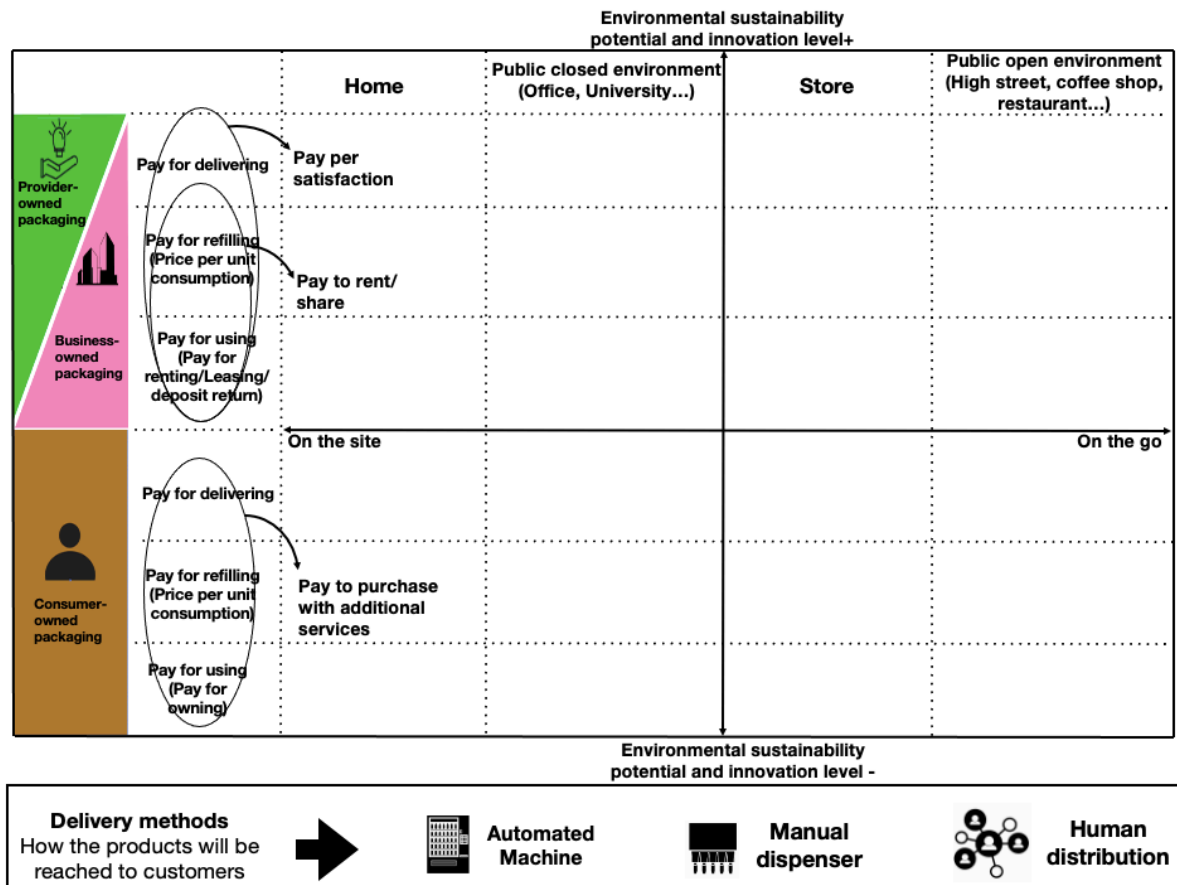 Environmental sustainability
potential and innovation level+
Home
Public closed environment
(Office, University...)
Store
Public open environment
(High street, coffee shop,
restaurant...)
Provider-
owned
packaging
Business-
owned
packaging
Pay for delivering
Pay per
satisfaction
Pay for refilling
(Price per unit
consumption)
Pay to rent/
share
Pay for using
(Pay for
renting/Leasing/
deposit return)
On the site
On the go
Consumer-
owned
packaging
Pay for delivering
Pay for refilling
(Price per unit
consumption)
Pay to purchase
with additional
services
Pay for using
(Pay for
owning)
Environmental sustainability
potential and innovation level -
Delivery methods
How the products will be
reached to customers
Automated
Machine
Manual
dispenser
Human
distribution